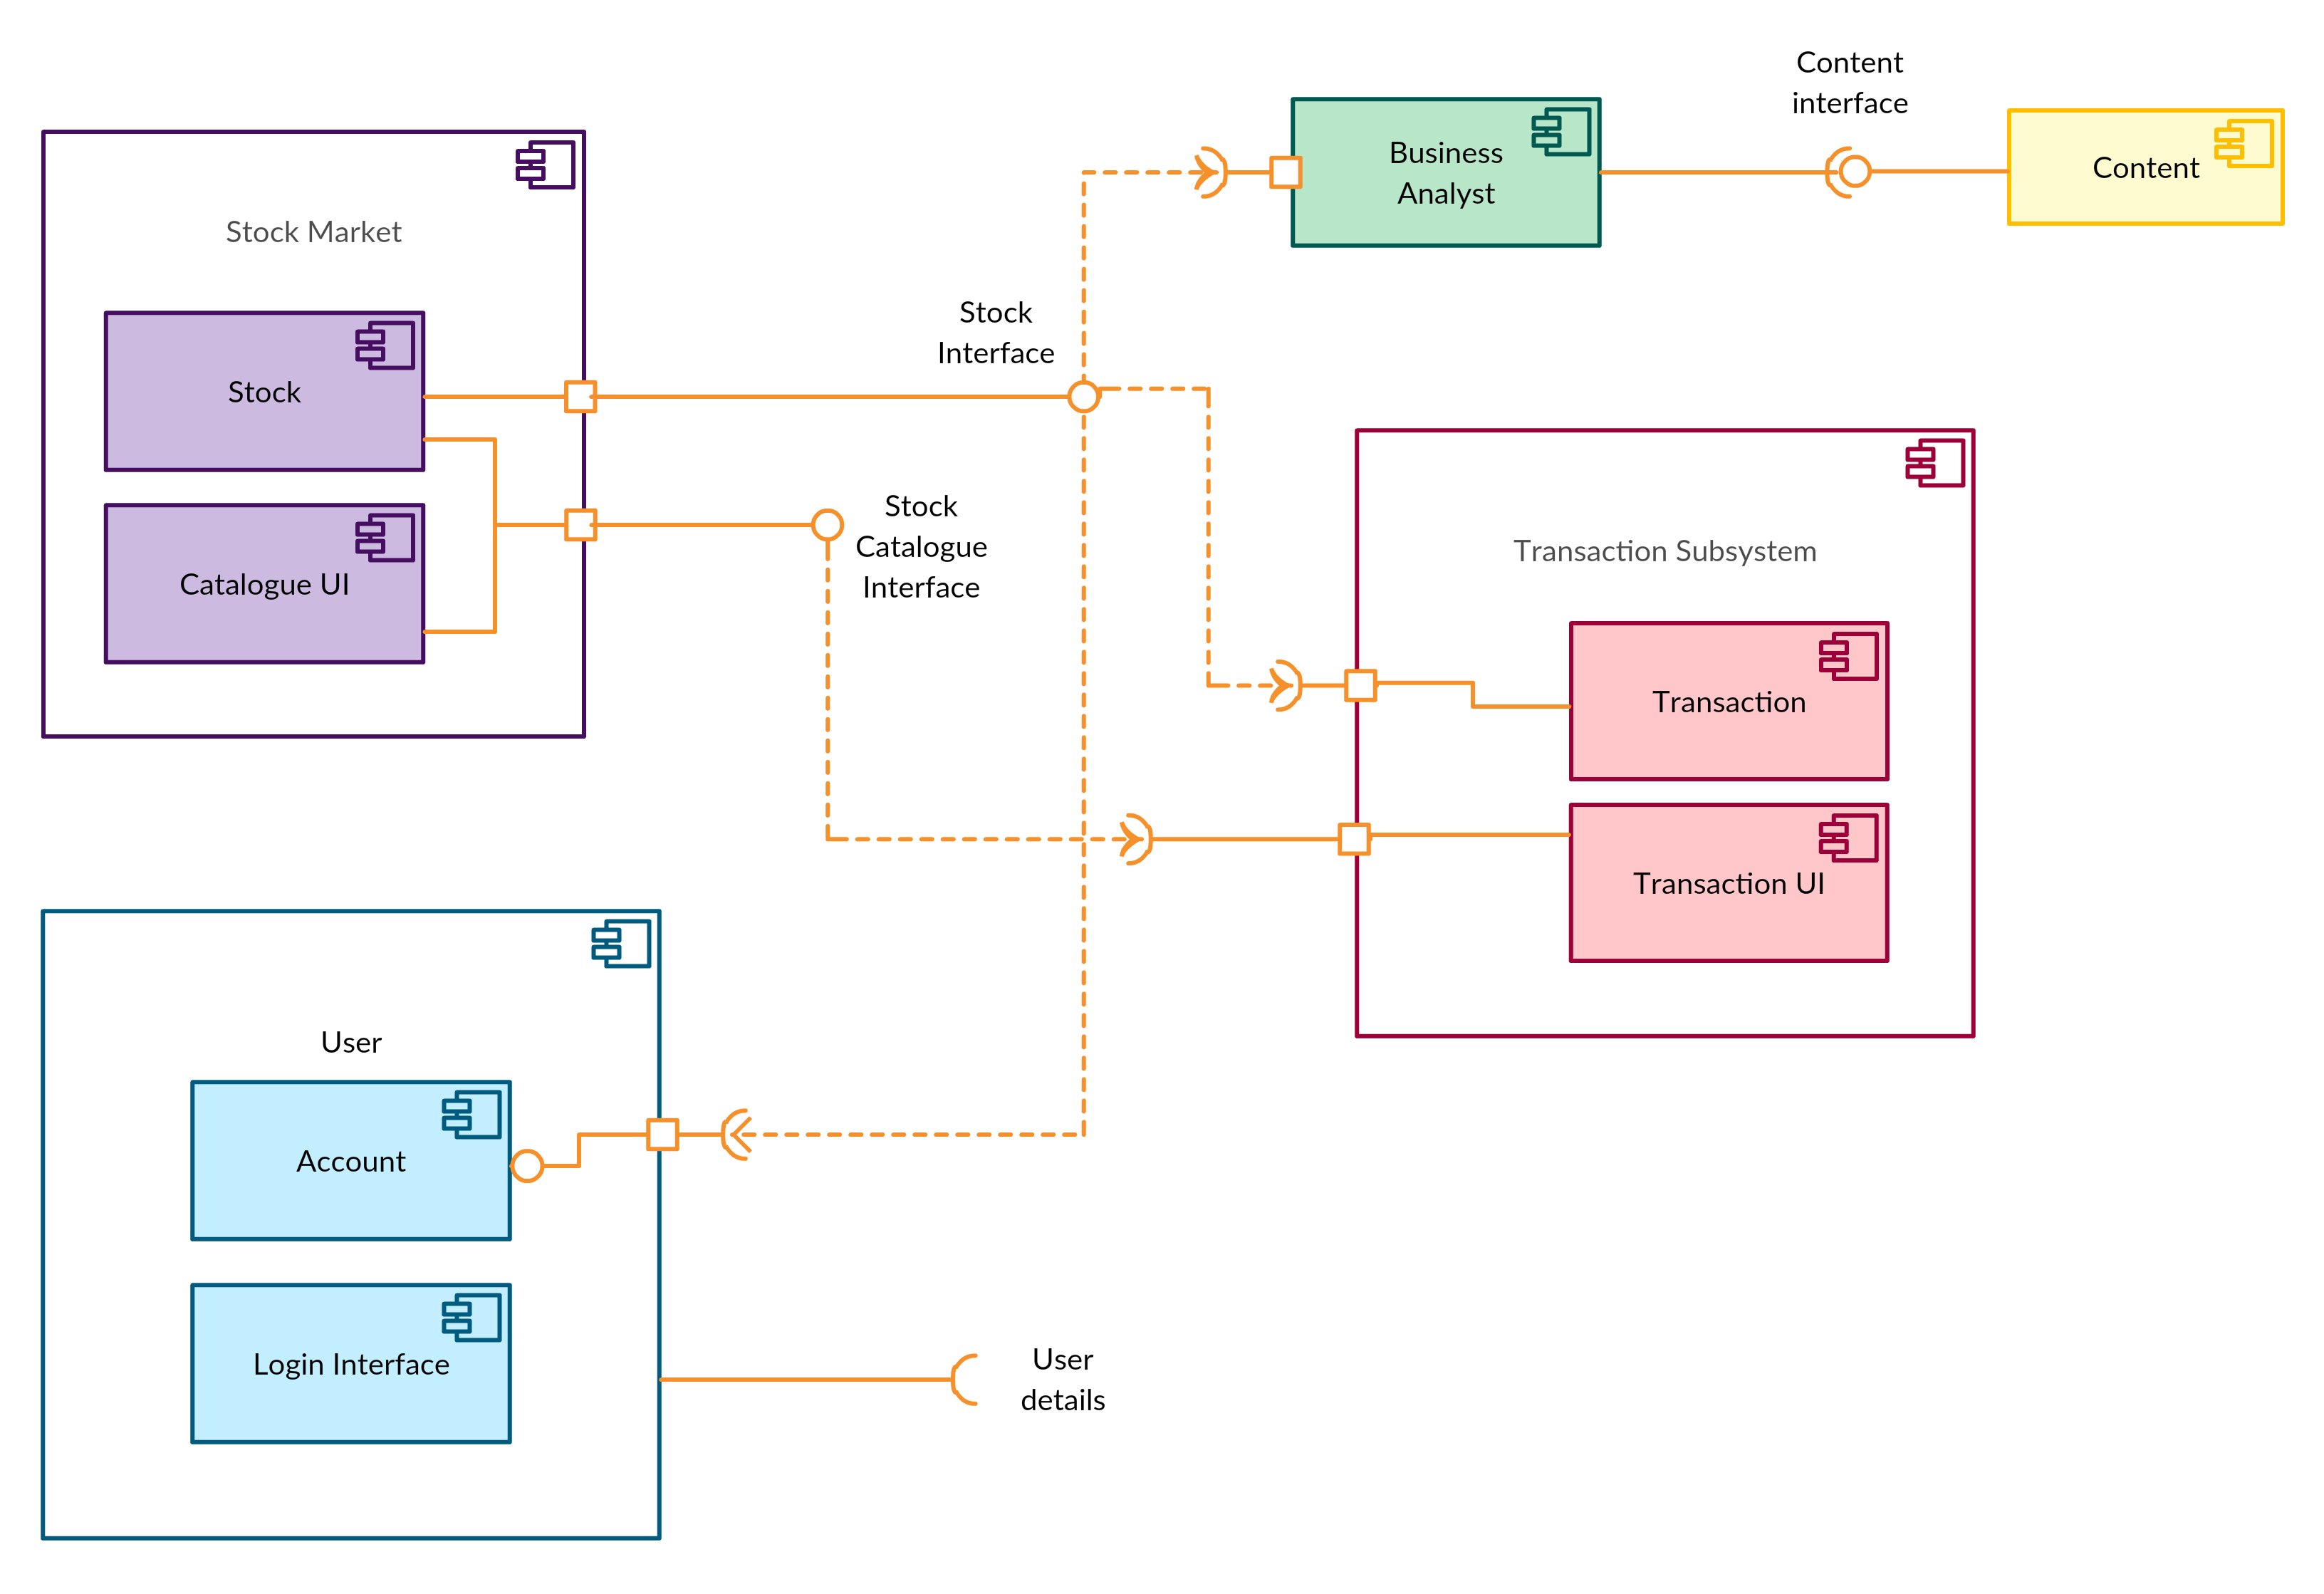 Content
interface
Business
Analyst
Content
Stock Market
Stock
Interface
Stock
Stock
Catalogue
Interface
Catalogue UI
Transaction Subsystem
Transaction
Transaction UI
User
Account
Login Interface
User
details